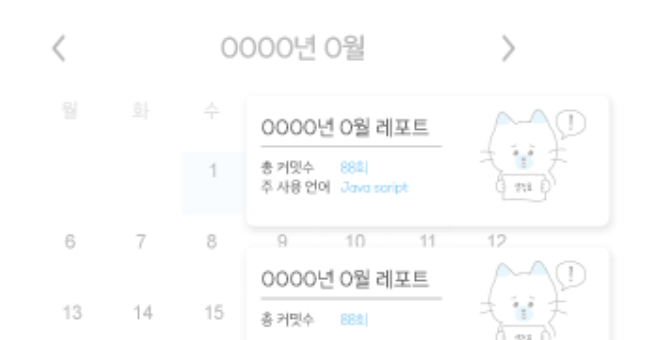 0000년 0월
월 화 수
0000년 0월 레포트
총 커밋수 88회
주 사용 언어 Java script
1
6 7 8 9 10 11 12
0000년 0월 레포트
총 커밋수 88회
13 14 15